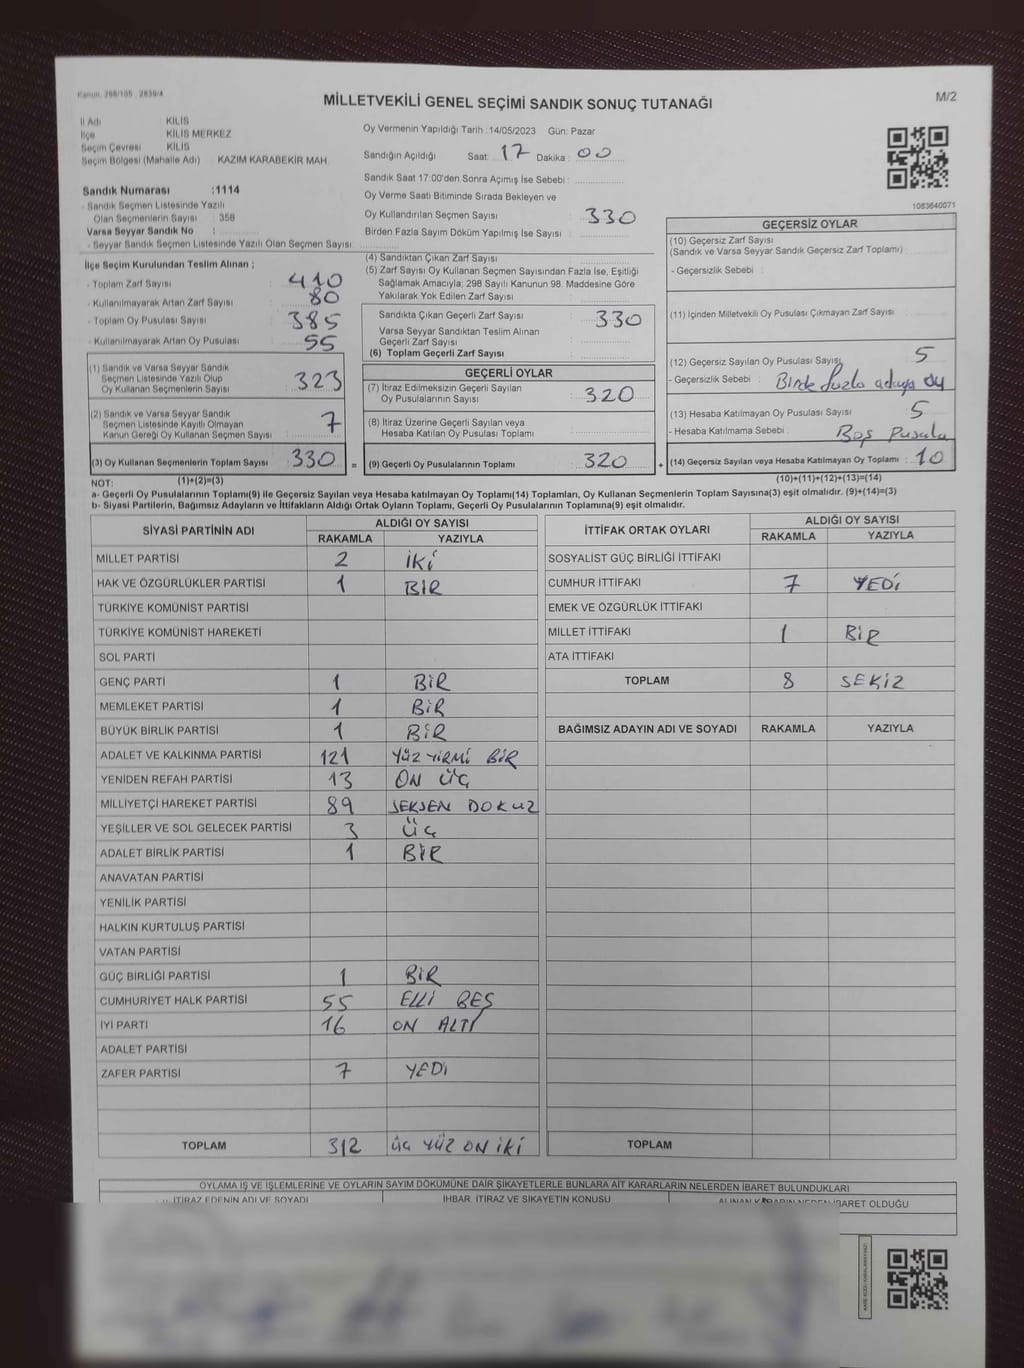 Kanun: 298/105 , 2839/4
MİLLETVEKİLİ GENEL SEÇİMİ SANDIK SONUÇ TUTANAĞI
M/2
İl Adı : KİLİS
İlçe : KİLİS MERKEZ
Seçim Çevresi : KİLİS
Seçim Bölgesi (Mahalle Adı) : KAZIM KARABEKİR MAH.
Sandık Numarası :1114
- Sandık Seçmen Listesinde Yazılı
Olan Seçmenlerin Sayısı : 358
Varsa Seyyar Sandık No :
- Seyyar Sandık Seçmen Listesinde Yazılı Olan Seçmen Sayısı:
Oy Vermenin Yapıldığı Tarih :14/05/2023 Gün: Pazar
Sandığın Açıldığı Saat: 17 Dakika : 00
Sandık Saat 17:00'den Sonra Açımış İse Sebebi :
Oy Verme Saati Bitiminde Sırada Bekleyen ve
Oy Kullandırılan Seçmen Sayısı : 330
Birden Fazla Sayım Döküm Yapılmış İse Sayısı :
1083640071
İlçe Seçim Kurulundan Teslim Alınan ;
- Toplam Zarf Sayısı : 410
- Kullanılmayarak Artan Zarf Sayısı : 80
- Toplam Oy Pusulası Sayısı : 385
- Kullanılmayarak Artan Oy Pusulası : 55
(4) Sandıktan Çıkan Zarf Sayısı :
(5) Zarf Sayısı Oy Kullanan Seçmen Sayısından Fazla İse, Eşitliği
Sağlamak Amacıyla; 298 Sayılı Kanunun 98. Maddesine Göre
Yakılarak Yok Edilen Zarf Sayısı :
Sandıkta Çıkan Geçerli Zarf Sayısı : 330
Varsa Seyyar Sandıktan Teslim Alınan
Geçerli Zarf Sayısı :
(6) Toplam Geçerli Zarf Sayısı :
GEÇERSİZ OYLAR
(10) Geçersiz Zarf Sayısı
(Sandık ve Varsa Seyyar Sandık Geçersiz Zarf Toplamı) :
- Geçersizlik Sebebi :
(11) İçinden Milletvekili Oy Pusulası Çıkmayan Zarf Sayısı :
(12) Geçersiz Sayılan Oy Pusulası Sayısı 5
- Geçersizlik Sebebi : Birde fuzla adaya oy
(13) Hesaba Katılmayan Oy Pusulası Sayısı : 5
- Hesaba Katılmama Sebebi : Boş Pusula
(14) Geçersiz Sayılan veya Hesaba Katılmayan Oy Toplamı : 10
(10)+(11)+(12)+(13)=(14)
(1) Sandık ve Varsa Seyyar Sandık
Seçmen Listesinde Yazılı Olup
Oy Kullanan Seçmenlerin Sayısı : 323
(2) Sandık ve Varsa Seyyar Sandık
Seçmen Listesinde Kayıtlı Olmayan
Kanun Gereği Oy Kullanan Seçmen Sayısı : 7
(3) Oy Kullanan Seçmenlerin Toplam Sayısı : 330 =
(1)+(2)=(3)
GEÇERLİ OYLAR
(7) İtiraz Edilmeksizin Geçerli Sayılan
Oy Pusulalarının Sayısı : 320
(8) İtiraz Üzerine Geçerli Sayılan veya
Hesaba Katılan Oy Pusulası Toplamı :
(9) Geçerli Oy Pusulalarının Toplamı : 320 +
NOT:
a- Geçerli Oy Pusulalarının Toplamı(9) ile Geçersiz Sayılan veya Hesaba katılmayan Oy Toplamı(14) Toplamları, Oy Kullanan Seçmenlerin Toplam Sayısına(3) eşit olmalıdır. (9)+(14)=(3)
b- Siyasi Partilerin, Bağımsız Adayların ve İttifakların Aldığı Ortak Oyların Toplamı, Geçerli Oy Pusulalarının Toplamına(9) eşit olmalıdır.
SİYASİ PARTİNİN ADI ALDIĞI OY SAYISI
RAKAMLA YAZIYLA
MİLLET PARTİSİ 2 İKİ
HAK VE ÖZGÜRLÜKLER PARTİSİ 1 BİR
TÜRKİYE KOMÜNİST PARTİSİ
TÜRKİYE KOMÜNİST HAREKETİ
SOL PARTİ
GENÇ PARTİ 1 BİR
MEMLEKET PARTİSİ 1 BİR
BÜYÜK BİRLİK PARTİSİ 1 BİR
ADALET VE KALKINMA PARTİSİ 121 YÜZ YİRMİ BİR
YENİDEN REFAH PARTİSİ 13 ON ÜÇ
MİLLİYETÇİ HAREKET PARTİSİ 89 SEKSEN DOKUZ
YEŞİLLER VE SOL GELECEK PARTİSİ 3 ÜÇ
ADALET BİRLİK PARTİSİ 1 BİR
ANAVATAN PARTİSİ
YENİLİK PARTİSİ
HALKIN KURTULUŞ PARTİSİ
VATAN PARTİSİ
GÜÇ BİRLİĞİ PARTİSİ 1 BİR
CUMHURİYET HALK PARTİSİ 55 ELLİ BEŞ
İYİ PARTİ 16 ON ALTI
ADALET PARTİSİ
ZAFER PARTİSİ 7 YEDİ
TOPLAM 312 ÜÇ YÜZ ON İKİ
İTTİFAK ORTAK OYLARI ALDIĞI OY SAYISI
RAKAMLA YAZIYLA
SOSYALİST GÜÇ BİRLİĞİ İTTİFAKI
CUMHUR İTTİFAKI 7 YEDİ
EMEK VE ÖZGÜRLÜK İTTİFAKI
MİLLET İTTİFAKI 1 BİR
ATA İTTİFAKI
TOPLAM 8 SEKİZ
BAĞIMSIZ ADAYIN ADI VE SOYADI RAKAMLA YAZIYLA
TOPLAM
OYLAMA İŞ VE İŞLEMLERİNE VE OYLARIN SAYIM DÖKÜMÜNE DAİR ŞİKAYETLERLE BUNLARA AİT KARARLARIN NELERDEN İBARET BULUNDUKLARI
İTİRAZ EDENİN ADI VE SOYADI İHBAR, İTİRAZ VE ŞİKAYETİN KONUSU ALINAN KARARIN NEDEN İBARET OLDUĞU